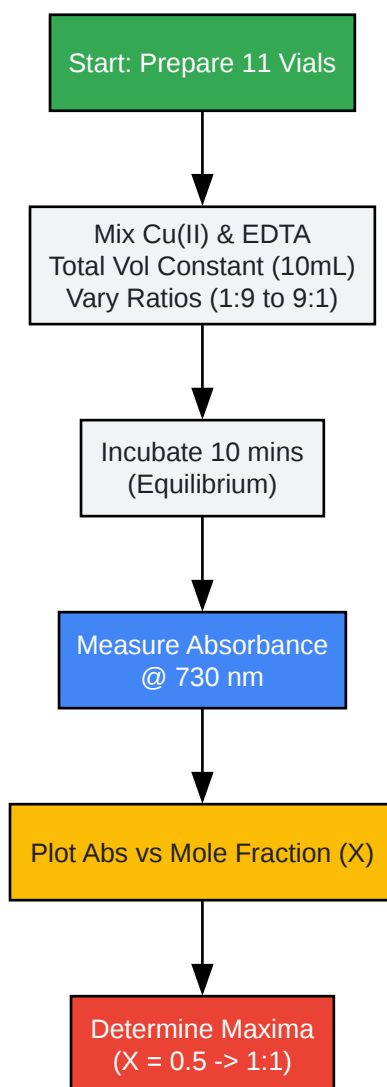 Start: Prepare 11 Vials
Mix Cu(II) & EDTA
Total Vol Constant (10mL)
Vary Ratios (1:9 to 9:1)
Incubate 10 mins
(Equilibrium)
Measure Absorbance
@ 730 nm
Plot Abs vs Mole Fraction (X)
Determine Maxima
(X = 0.5 -> 1:1)